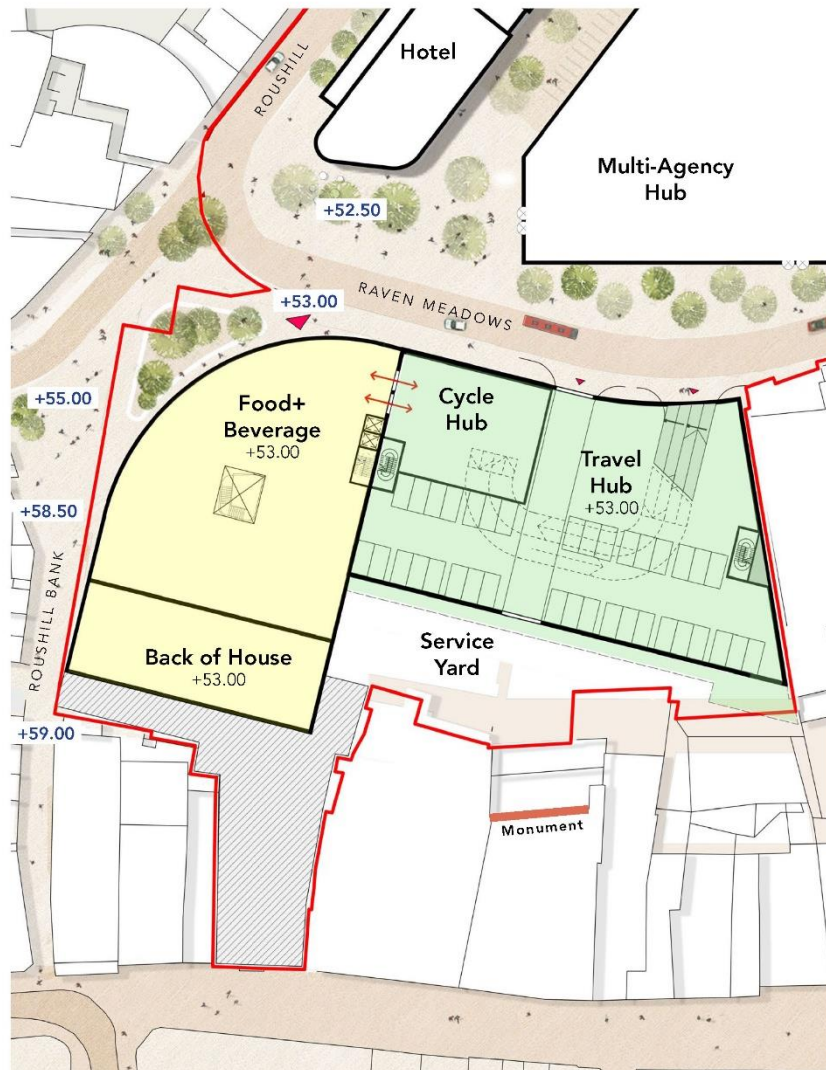 Hotel
ROUSHILL
Multi-Agency
Hub
+52.50
+53.00
RAVEN MEADOWS
+55.00
Food+
Beverage
+53.00
Cycle
Hub
Travel
Hub
+53.00
+58.50
ROUSHILL BANK
Back of House
+53.00
Service
Yard
+59.00
Monument